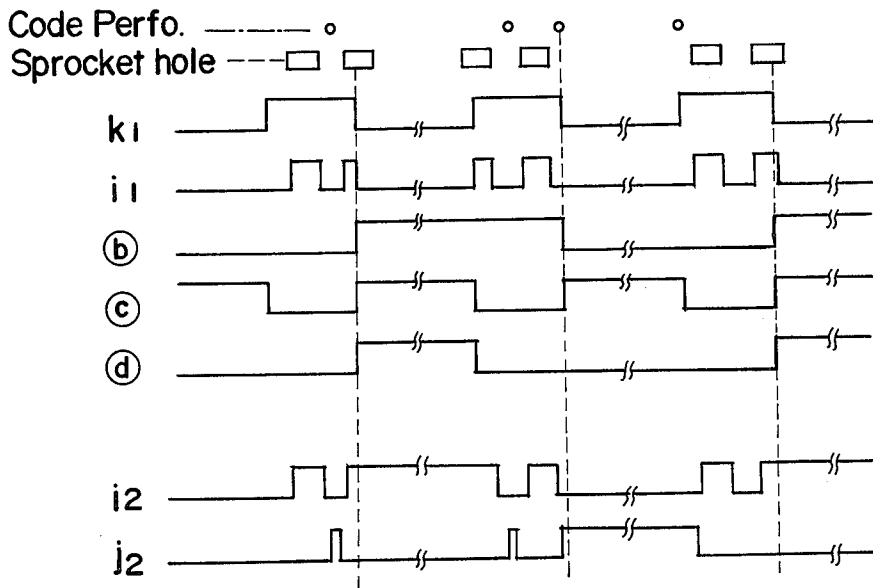 Code Perfo.
Sprocket hole
k1
i1
b
c
d
i2
j2